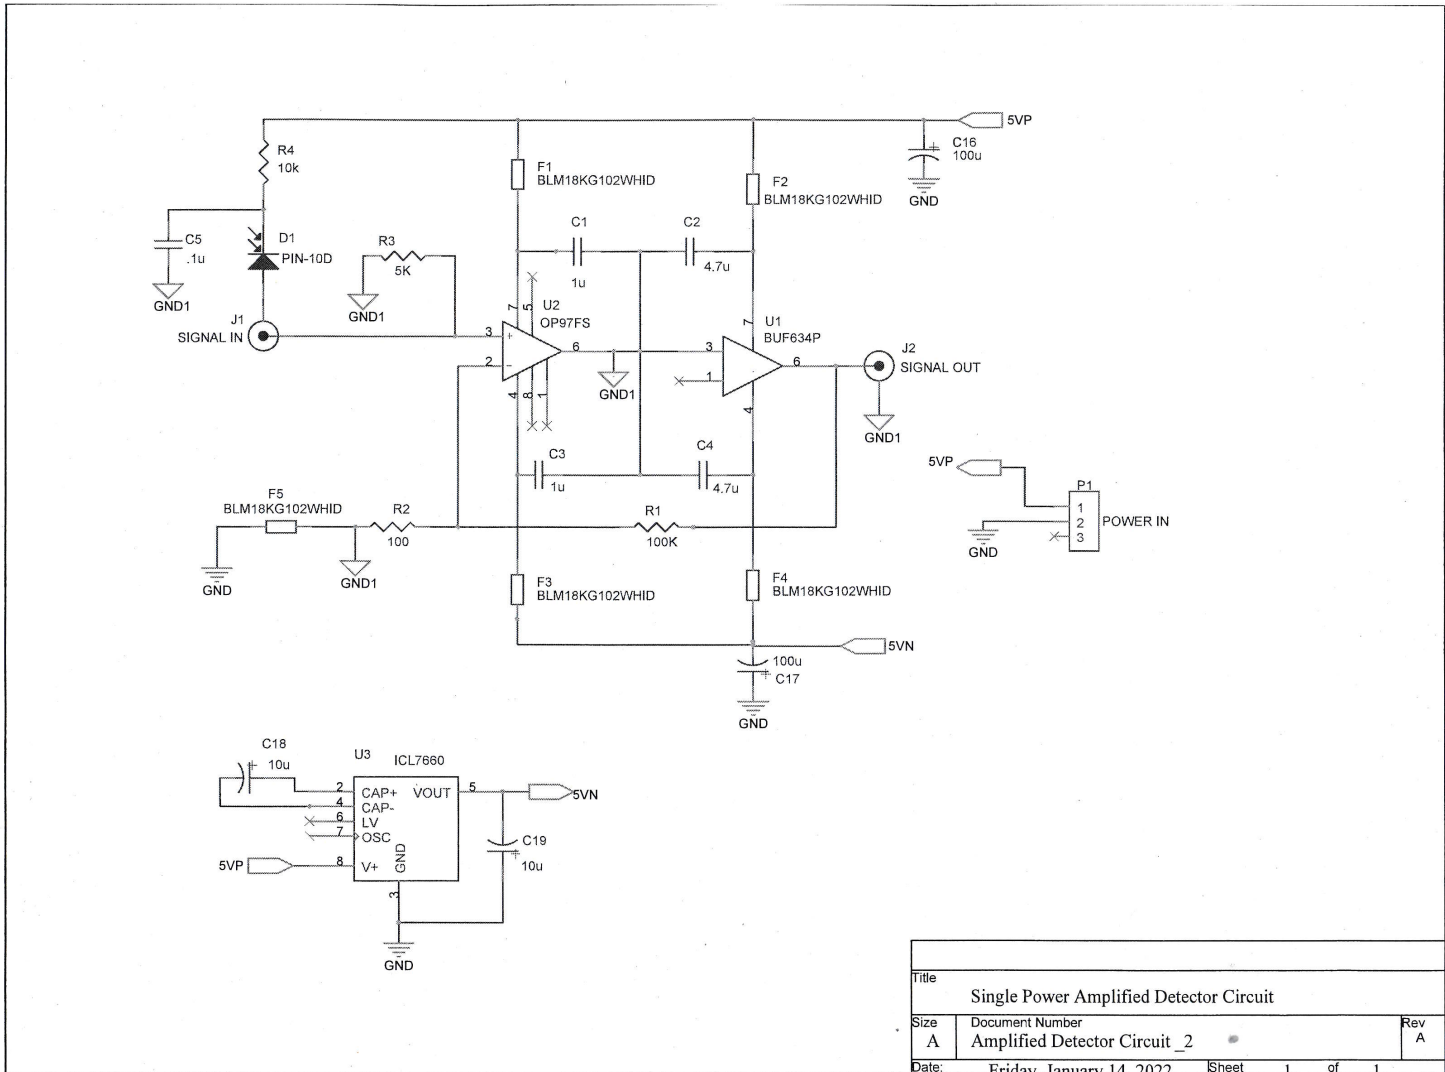 5VP
C16
100u
GND
R4
10k
F1
BLM18KG102WHID
F2
BLM18KG102WHID
C5
.1u
GND1
D1
PIN-10D
R3
5K
GND1
C1
1u
C2
4.7u
J1
SIGNAL IN
7
5
U2
OP97FS
3
+
2
-
6
4
8
1
GND1
7
U1
BUF634P
3
1
6
4
J2
SIGNAL OUT
GND1
C3
1u
C4
4.7u
5VP
P1
1
2
3
POWER IN
GND
F5
BLM18KG102WHID
R2
100
R1
100K
GND
GND1
F3
BLM18KG102WHID
F4
BLM18KG102WHID
5VN
100u
C17
GND
C18
10u
U3
ICL7660
2 CAP+ VOUT 5
4 CAP-
6 LV
7 OSC
8 V+
GND
3
5VP
5VN
C19
10u
GND
Title
Single Power Amplified Detector Circuit
Size
A
Document Number
Amplified Detector Circuit _2
Rev
A
Date: Friday, January 14, 2022 Sheet 1 of 1